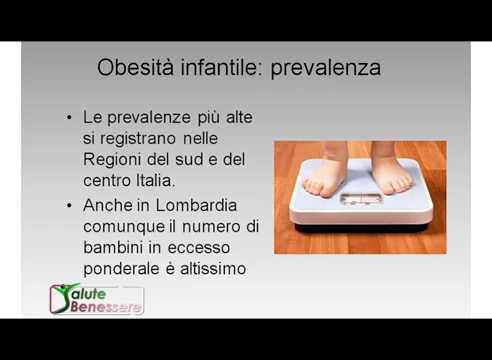 Obesità infantile: prevalenza
• Le prevalenze più alte
si registrano nelle
Regioni del sud e del
centro Italia.
• Anche in Lombardia
comunque il numero di
bambini in eccesso
ponderale è altissimo
Salute
Benessere